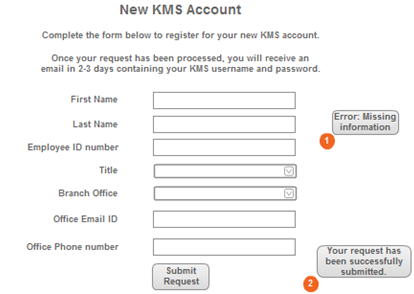 New KMS Account
Complete the form below to register for your new KMS account.
Once your request has been processed, you will receive an
email in 2-3 days containing your KMS username and password.
First Name
Last Name
Error: Missing
information
1
Employee ID number
Title
Branch Office
Office Email ID
Office Phone number
Your request has
been successfully
submitted.
2
Submit
Request